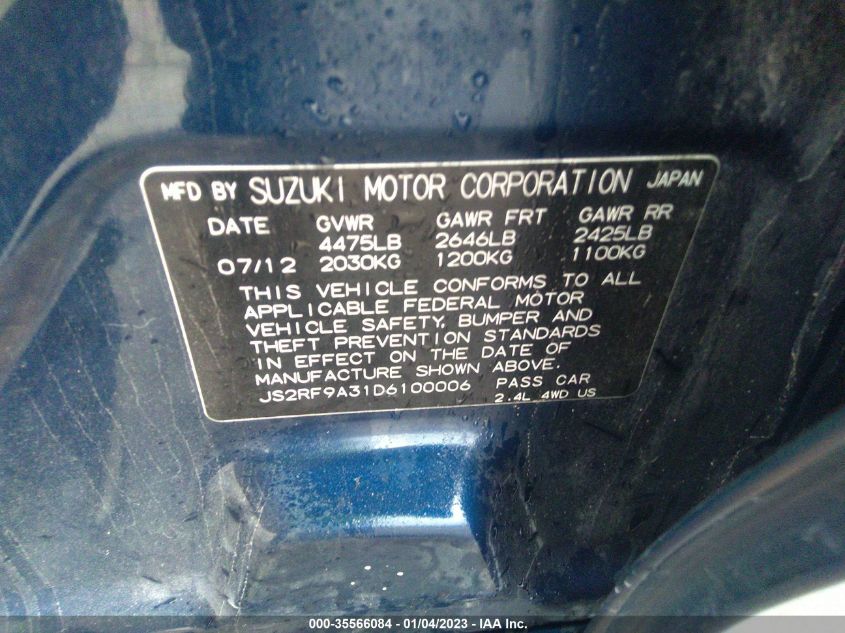 MFD BY SUZUKI MOTOR CORPORATION JAPAN
DATE GVWR GAWR FRT GAWR RR
4475LB 2646LB 2425LB
07/12 2030KG 1200KG 1100KG
THIS VEHICLE CONFORMS TO ALL
APPLICABLE FEDERAL MOTOR
VEHICLE SAFETY, BUMPER AND
THEFT PREVENTION STANDARDS
IN EFFECT ON THE DATE OF
MANUFACTURE SHOWN ABOVE.
JS2RF9A31D6100006 PASS CAR
2.4L 4WD US
000-35566084 - 01/04/2023 - IAA Inc.